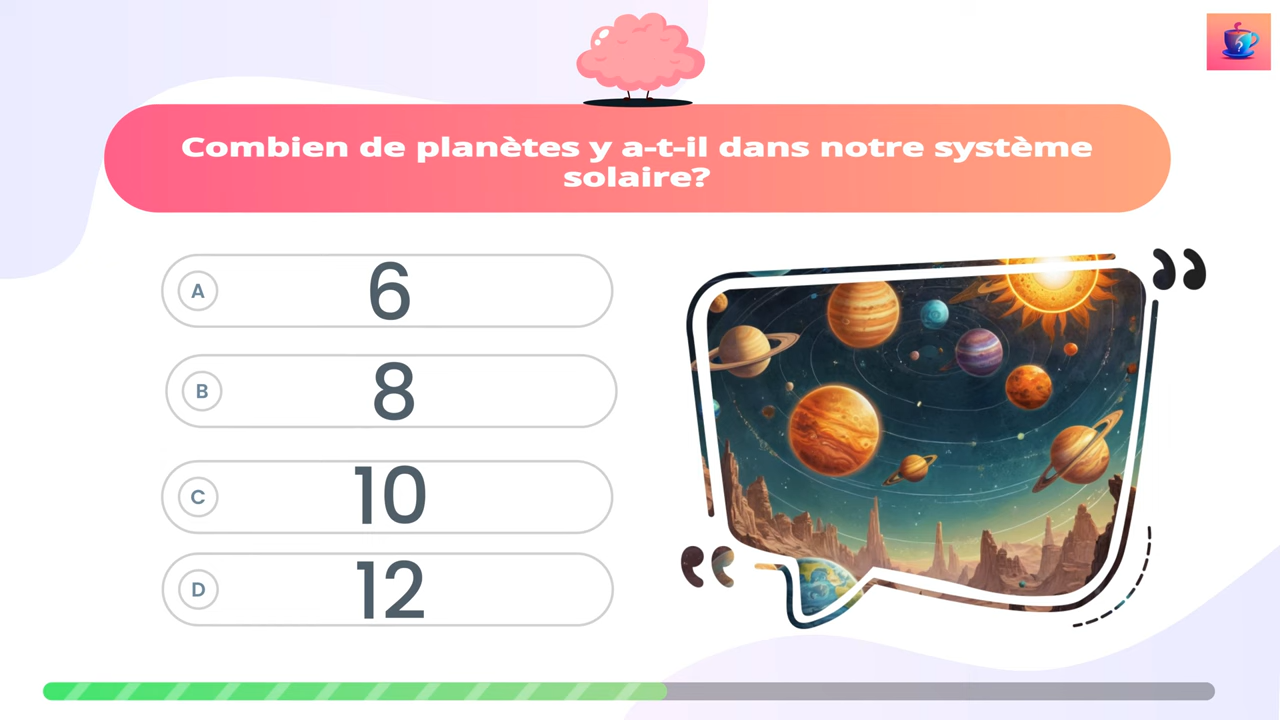 Combien de planètes y a-t-il dans notre système
solaire?
A 6
B 8
C 10
D 12